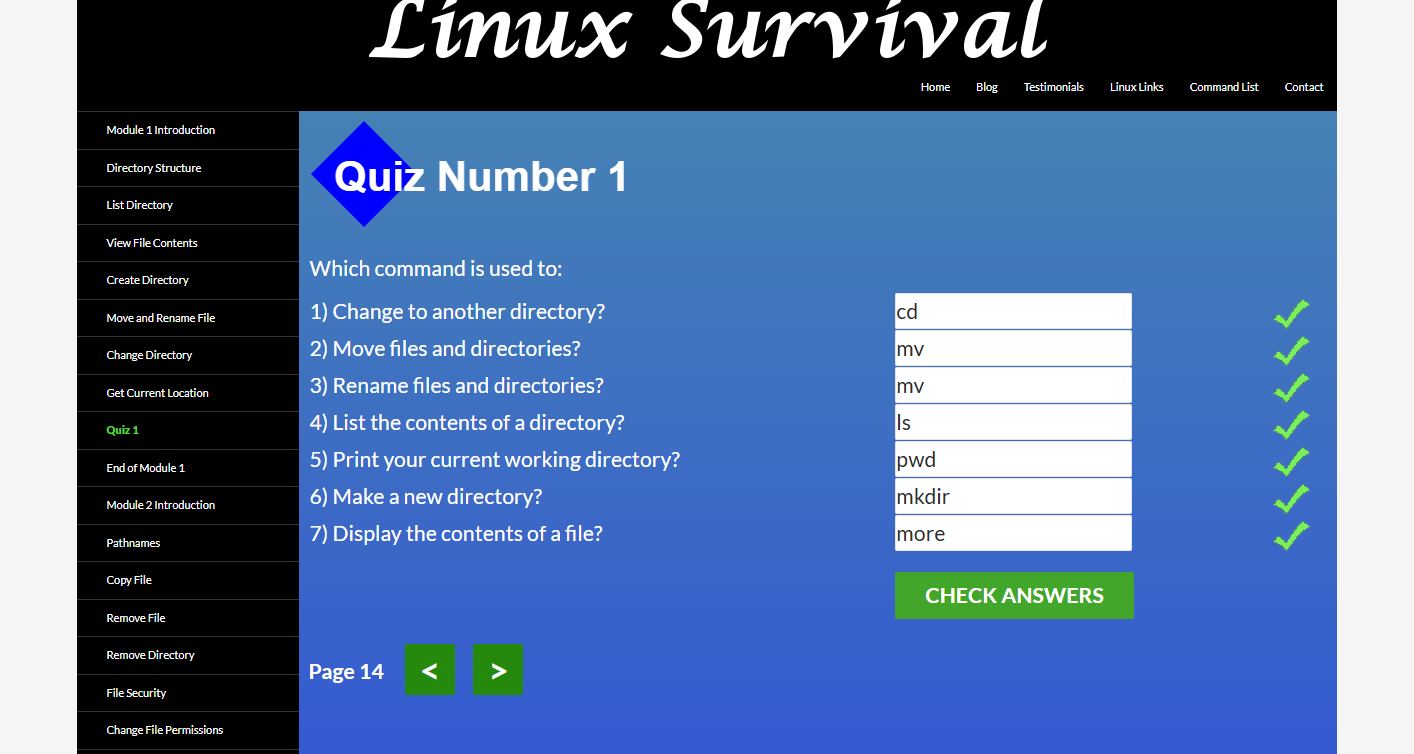 Linux Survival
Home Blog Testimonials Linux Links Command List Contact
Module 1 Introduction
Directory Structure
List Directory
View File Contents
Create Directory
Move and Rename File
Change Directory
Get Current Location
Quiz 1
End of Module 1
Module 2 Introduction
Pathnames
Copy File
Remove File
Remove Directory
File Security
Change File Permissions
Quiz Number 1
Which command is used to:
1) Change to another directory? cd
2) Move files and directories? mv
3) Rename files and directories? mv
4) List the contents of a directory? ls
5) Print your current working directory? pwd
6) Make a new directory? mkdir
7) Display the contents of a file? more
CHECK ANSWERS
Page 14 < >